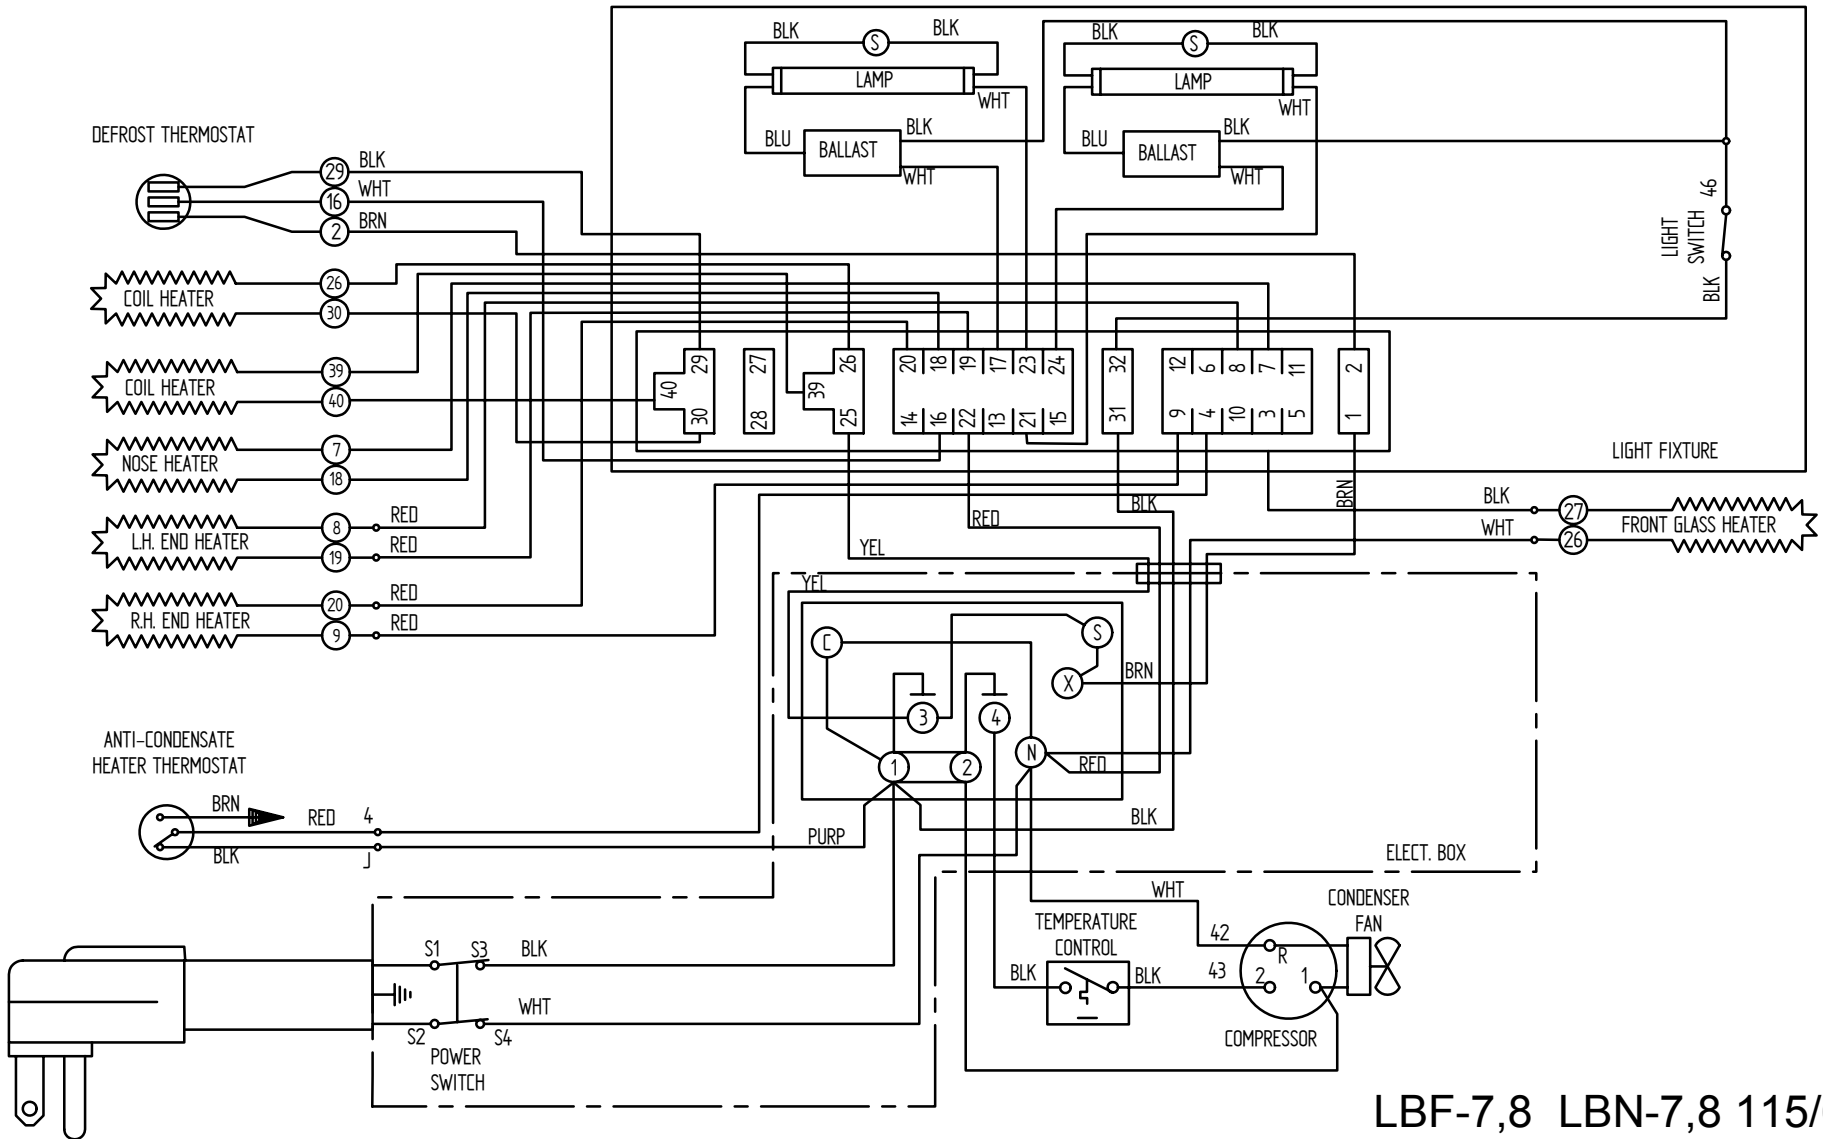 BLK S BLK BLK S BLK
LAMP LAMP
WHT WHT
DEFROST THERMOSTAT
BLU BALLAST BLK BLU BALLAST BLK
WHT WHT
29 BLK
16 WHT
2 BRN
46
LIGHT SWITCH
BLK
COIL HEATER 26
30
COIL HEATER 39
40
40 29 27 39 26 20 18 19 17 23 24 32 12 6 8 7 11 2
30 28 25 14 16 22 13 21 15 31 9 4 10 3 5 1
NOSE HEATER 7
18
LIGHT FIXTURE
L.H. END HEATER 8 RED
19 RED
R.H. END HEATER 20 RED
9 RED
BLK
BRN
RED
YEL
YEL
BLK 27
WHT 26
FRONT GLASS HEATER
C S
X BRN
3 4
1 2 N RED
ANTI-CONDENSATE
HEATER THERMOSTAT
BRN RED 4
BLK J
PURP BLK
ELECT. BOX
WHT
CONDENSER
FAN
TEMPERATURE
CONTROL
42
43
BLK BLK
R
2 1
COMPRESSOR
S1 S3 BLK
WHT
S2 S4
POWER
SWITCH
LBF-7,8 LBN-7,8 115/